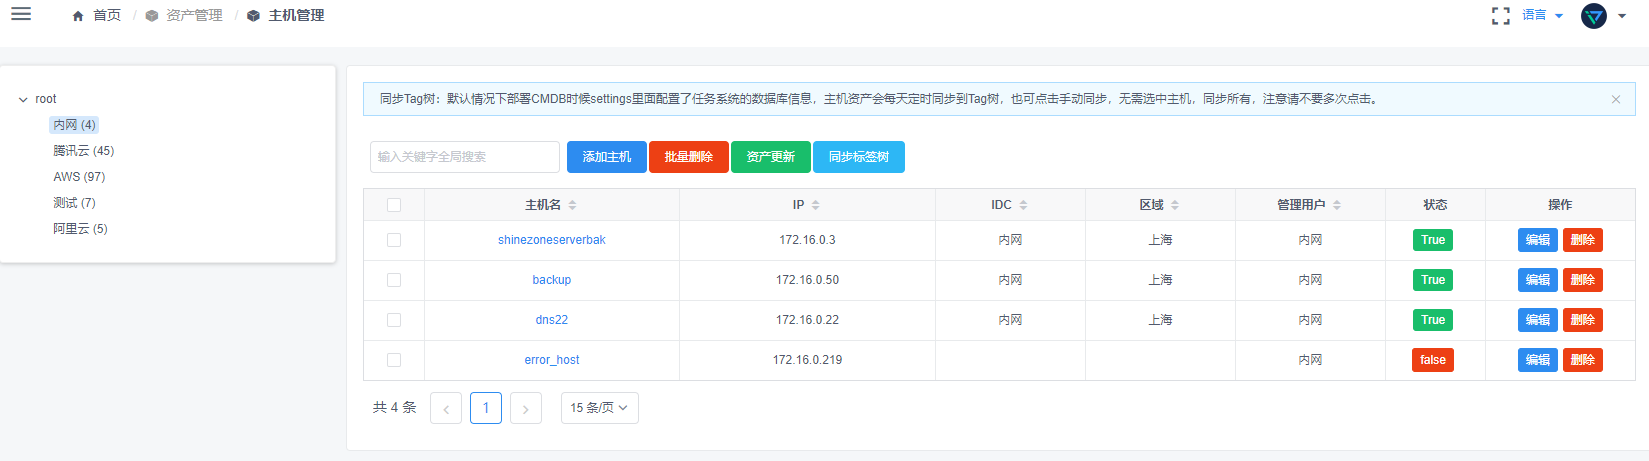 首页 / 资产管理 / 主机管理
语言
root
内网 (4)
腾讯云 (45)
AWS (97)
测试 (7)
阿里云 (5)
同步Tag树：默认情况下部署CMDB时候settings里面配置了任务系统的数据库信息，主机资产会每天定时同步到Tag树，也可点击手动同步，无需选中主机，同步所有，注意请不要多次点击。
输入关键字全局搜索 添加主机 批量删除 资产更新 同步标签树
主机名 IP IDC 区域 管理用户 状态 操作
shinezoneserverbak 172.16.0.3 内网 上海 内网 True 编辑 删除
backup 172.16.0.50 内网 上海 内网 True 编辑 删除
dns22 172.16.0.22 内网 上海 内网 True 编辑 删除
error_host 172.16.0.219 内网 false 编辑 删除
共 4 条 1 15 条/页